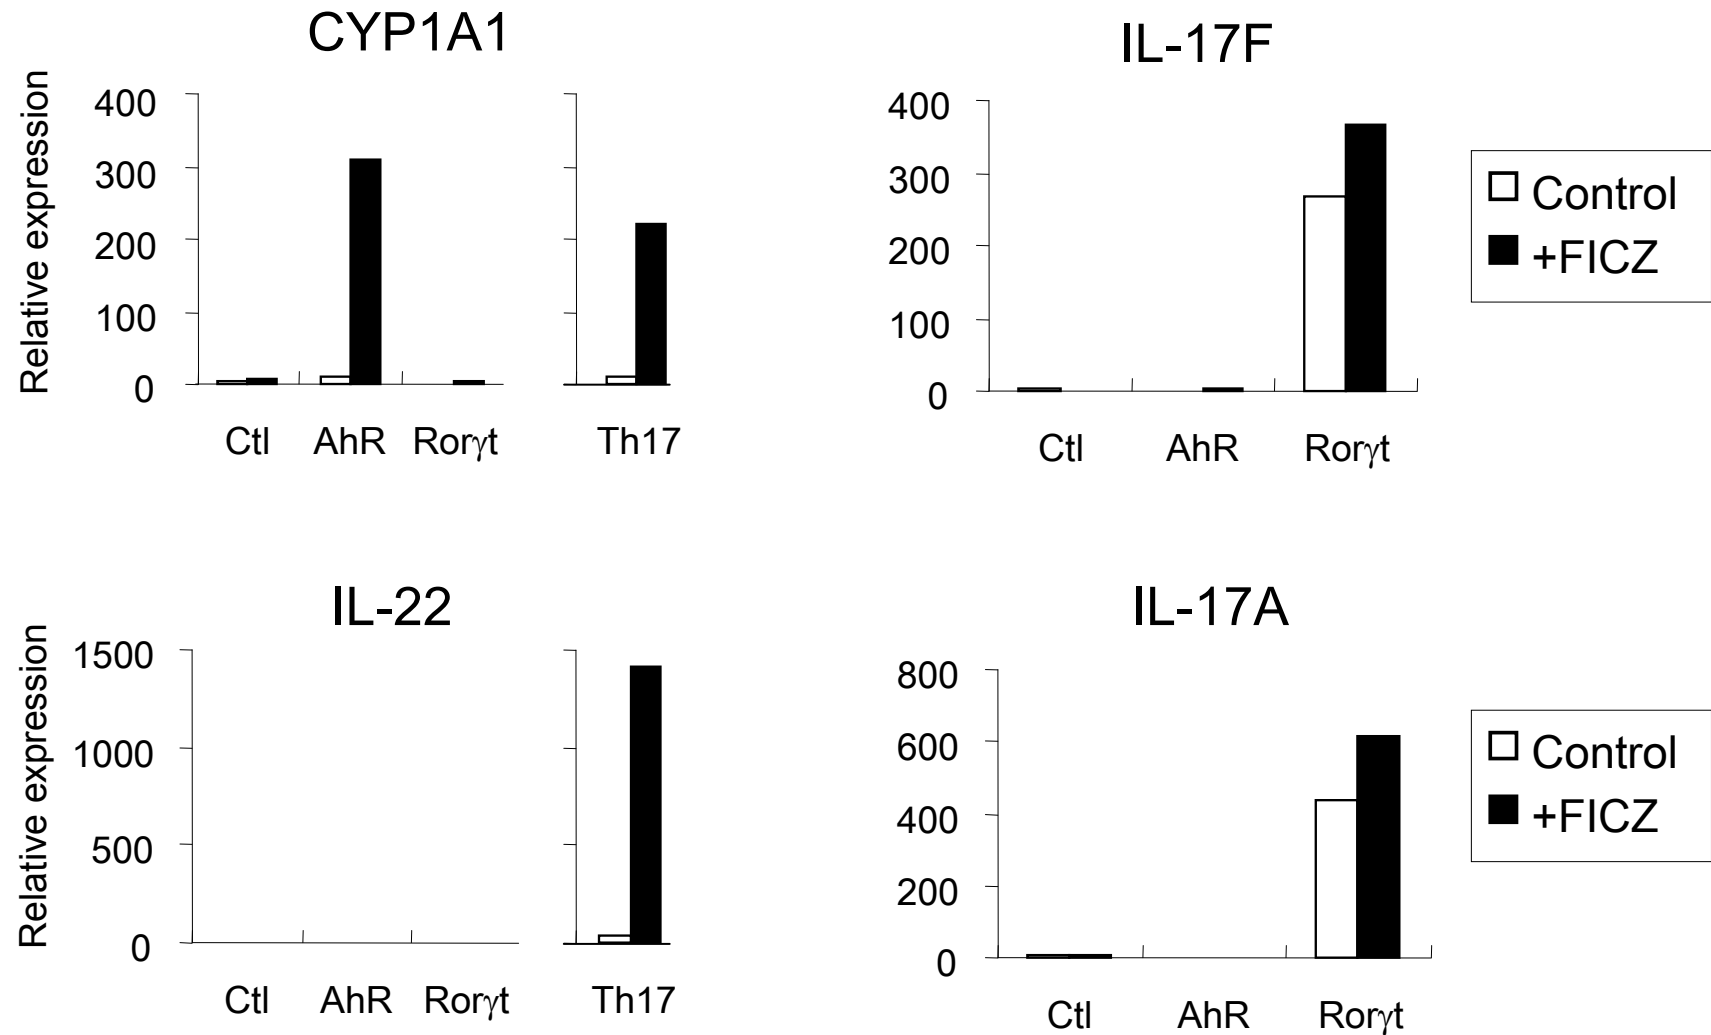 CYP1A1
Relative expression
400
300
200
100
0
Ctl AhR Rorγt Th17
IL-17F
400
300
200
100
0
Ctl AhR Rorγt
Control
+FICZ
IL-22
Relative expression
1500
1000
500
0
Ctl AhR Rorγt Th17
IL-17A
800
600
400
200
0
Ctl AhR Rorγt
Control
+FICZ